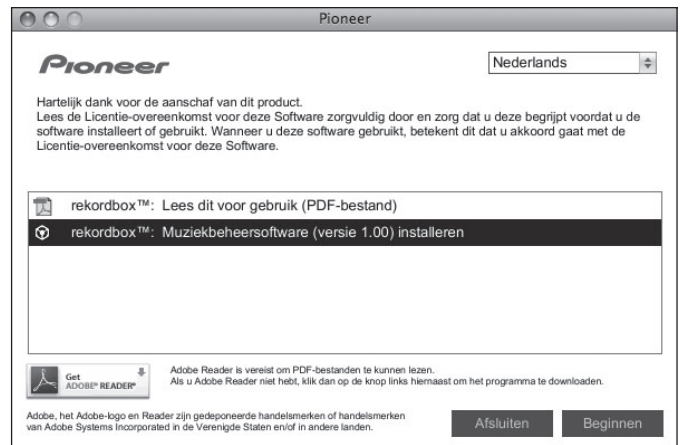 Pioneer
Pioneer
Nederlands
Hartelijk dank voor de aanschaf van dit product.
Lees de Licentie-overeenkomst voor deze Software zorgvuldig door en zorg dat u deze begrijpt voordat u de
software installeert of gebruikt. Wanneer u deze software gebruikt, betekent dit dat u akkoord gaat met de
Licentie-overeenkomst voor deze Software.
rekordbox™: Lees dit voor gebruik (PDF-bestand)
rekordbox™: Muziekbeheersoftware (versie 1.00) installeren
Get
ADOBE® READER®
Adobe Reader is vereist om PDF-bestanden te kunnen lezen.
Als u Adobe Reader niet hebt, klik dan op de knop links hiernaast om het programma te downloaden.
Adobe, het Adobe-logo en Reader zijn gedeponeerde handelsmerken of handelsmerken
van Adobe Systems Incorporated in de Verenigde Staten en/of in andere landen.
Afsluiten
Beginnen